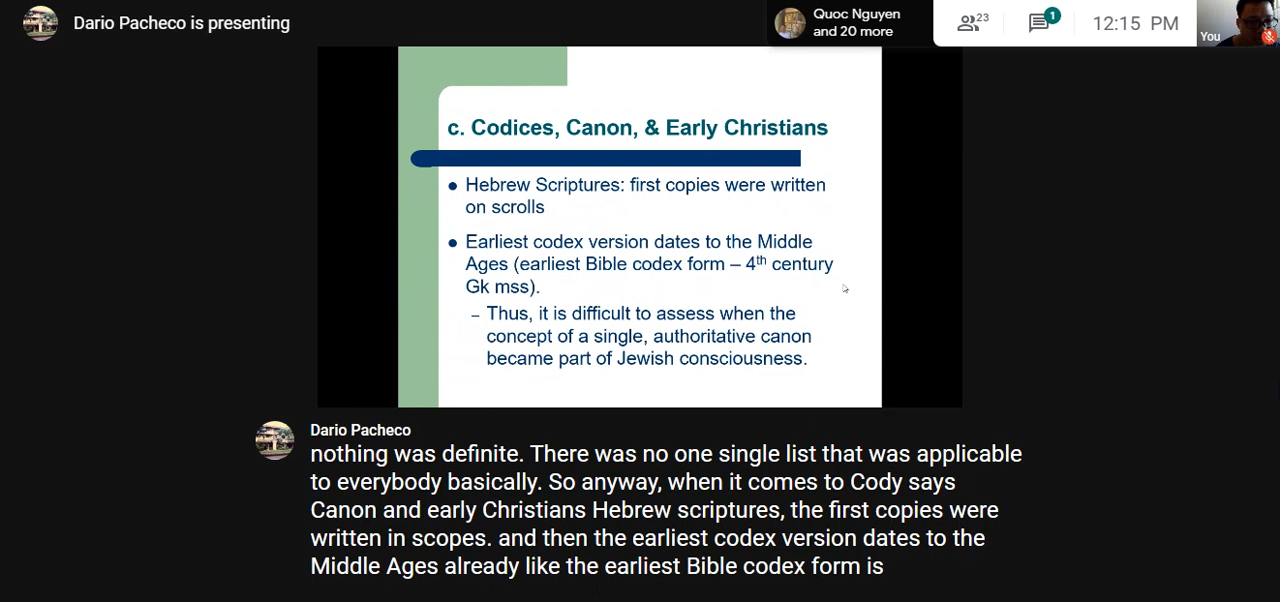 Dario Pacheco is presenting
Quoc Nguyen
and 20 more
23
1
12:15 PM
You
c. Codices, Canon, & Early Christians
● Hebrew Scriptures: first copies were written
on scrolls
● Earliest codex version dates to the Middle
Ages (earliest Bible codex form – 4th century
Gk mss).
– Thus, it is difficult to assess when the
concept of a single, authoritative canon
became part of Jewish consciousness.
Dario Pacheco
nothing was definite. There was no one single list that was applicable
to everybody basically. So anyway, when it comes to Cody says
Canon and early Christians Hebrew scriptures, the first copies were
written in scopes. and then the earliest codex version dates to the
Middle Ages already like the earliest Bible codex form is